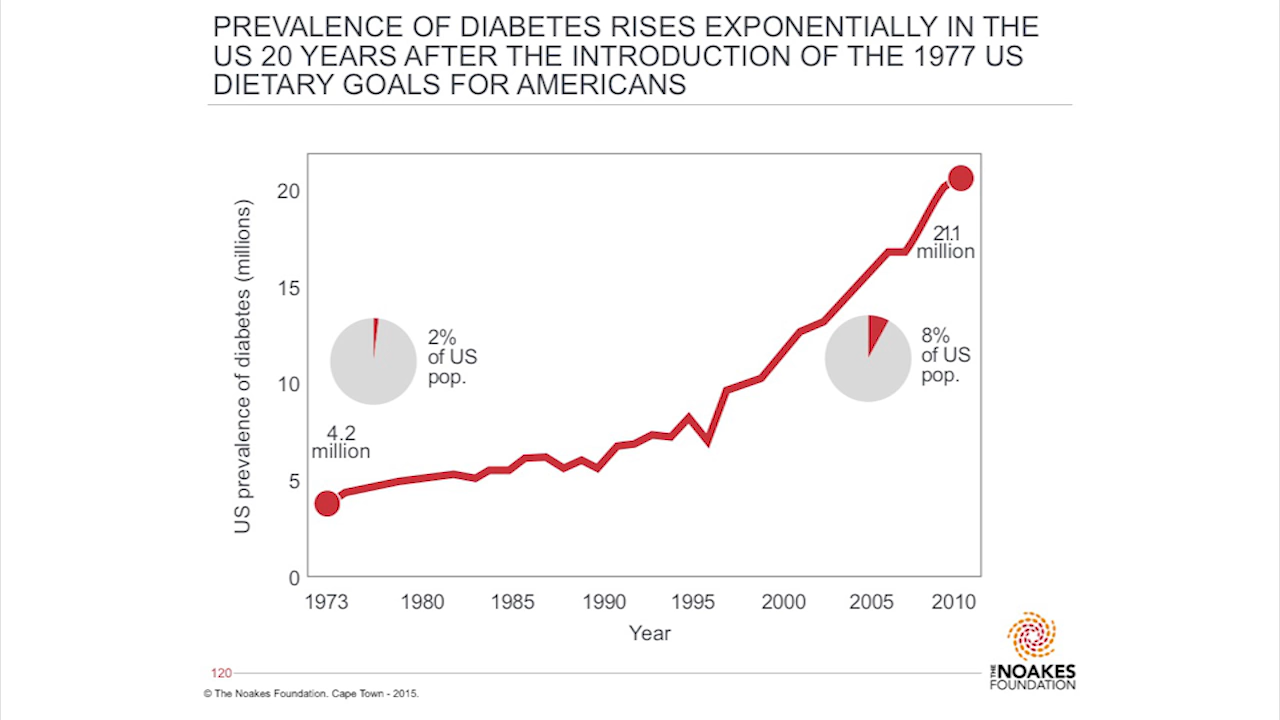 PREVALENCE OF DIABETES RISES EXPONENTIALLY IN THE
US 20 YEARS AFTER THE INTRODUCTION OF THE 1977 US
DIETARY GOALS FOR AMERICANS
US prevalence of diabetes (millions)
20
15
10
5
0
4.2
million
2%
of US
pop.
21.1
million
8%
of US
pop.
1973 1980 1985 1990 1995 2000 2005 2010
Year
120
© The Noakes Foundation. Cape Town - 2015.
THE NOAKES
FOUNDATION